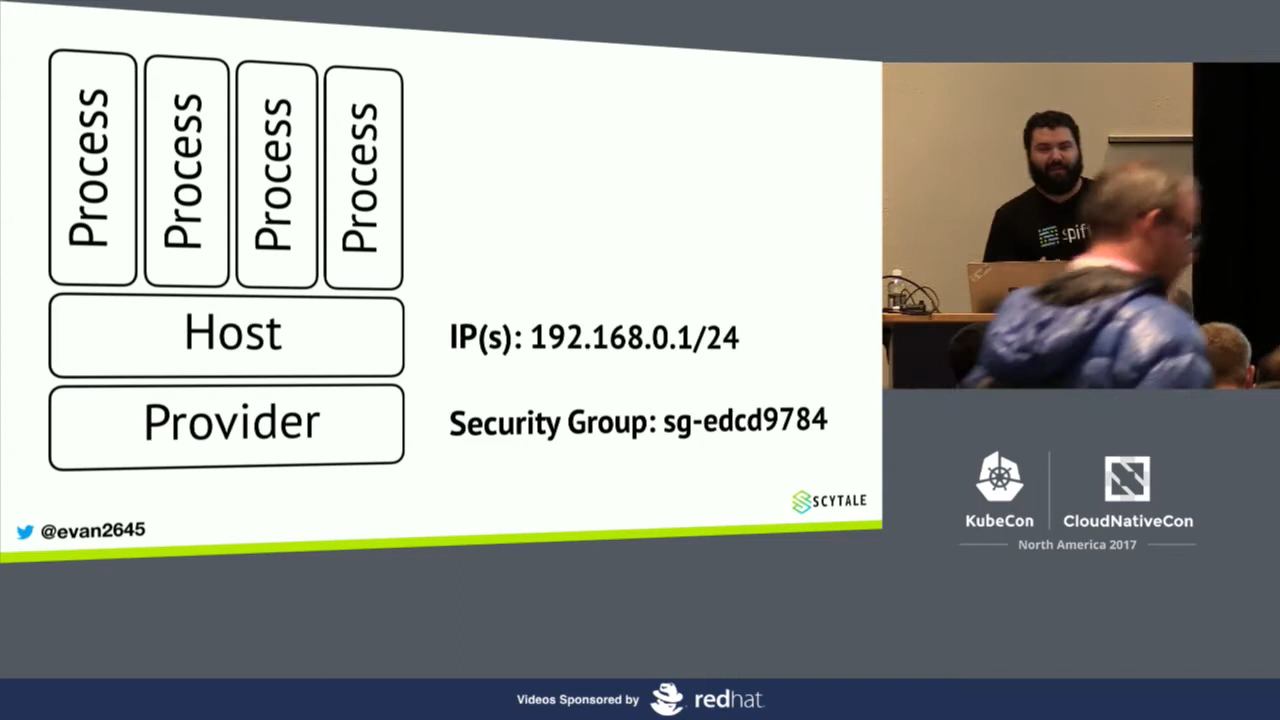 Process
Process
Process
Process
Host
IP(s): 192.168.0.1/24
Provider
Security Group: sg-edcd9784
SCYTALE
@evan2645
KubeCon
CloudNativeCon
North America 2017
Videos Sponsored by
redhat